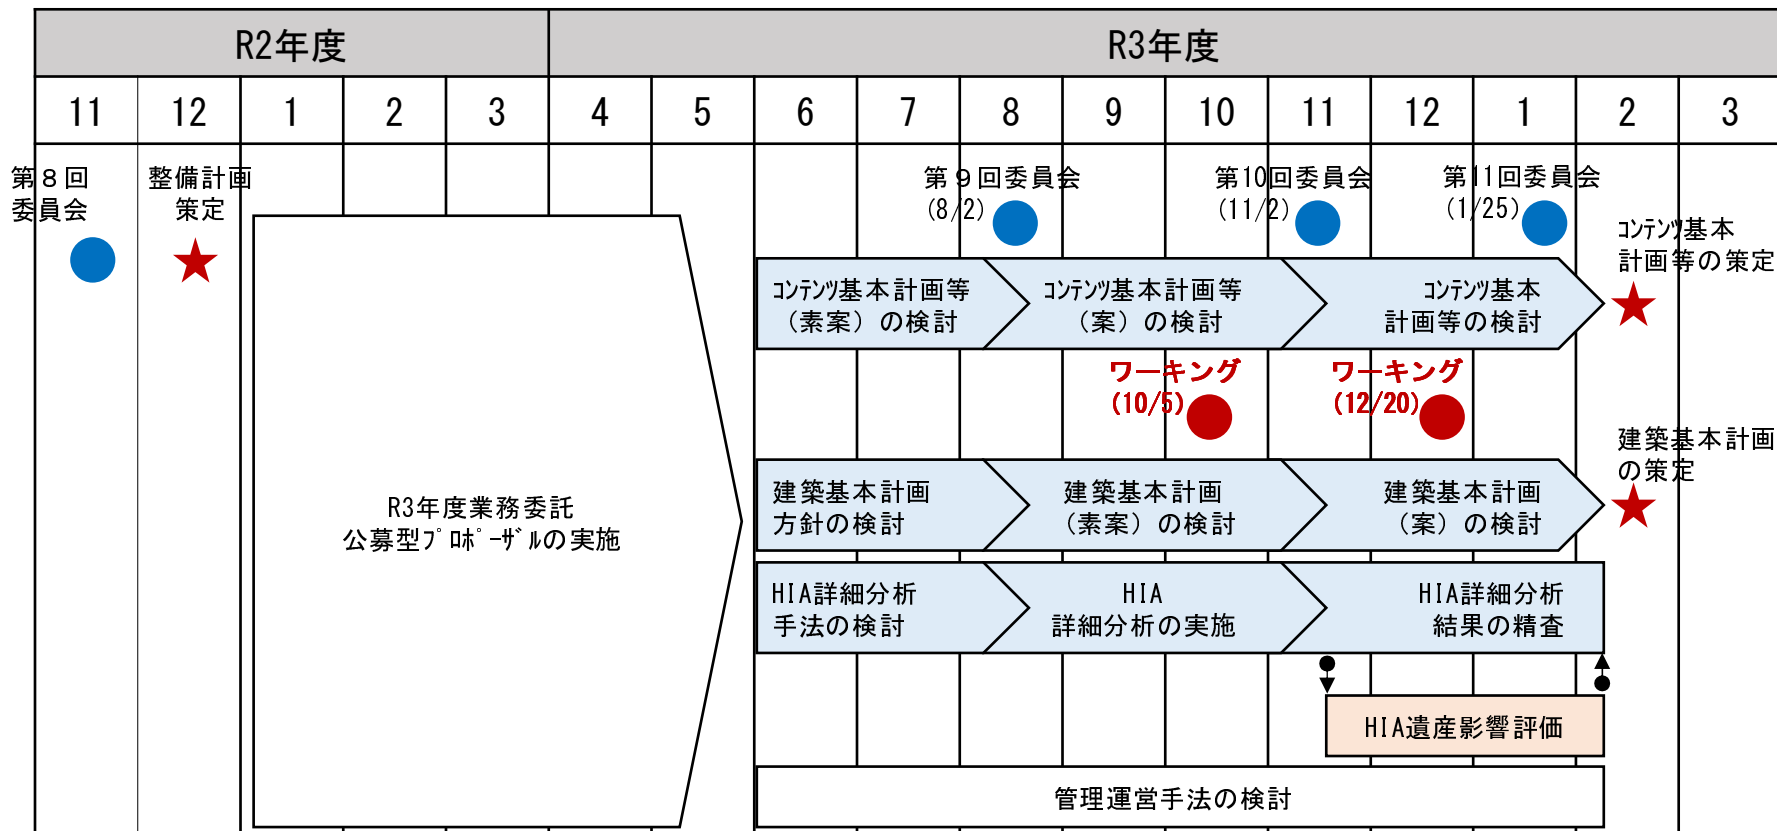 R2年度
R3年度
11
12
1
2
3
4
5
6
7
8
9
10
11
12
1
2
3
第８回
委員会
整備計画
策定
第９回委員会
(8/2)
第10回委員会
(11/2)
第11回委員会
(1/25)
ｺﾝﾃﾝﾂ基本
計画等の策定
ｺﾝﾃﾝﾂ基本計画等
（素案）の検討
ｺﾝﾃﾝﾂ基本計画等
（案）の検討
ｺﾝﾃﾝﾂ基本
計画等の検討
ワーキング
(10/5)
ワーキング
(12/20)
建築基本計画
の策定
R3年度業務委託
公募型ﾌﾟﾛﾎﾟｰｻﾞﾙの実施
建築基本計画
方針の検討
建築基本計画
（素案）の検討
建築基本計画
（案）の検討
HIA詳細分析
手法の検討
HIA
詳細分析の実施
HIA詳細分析
結果の精査
HIA遺産影響評価
管理運営手法の検討